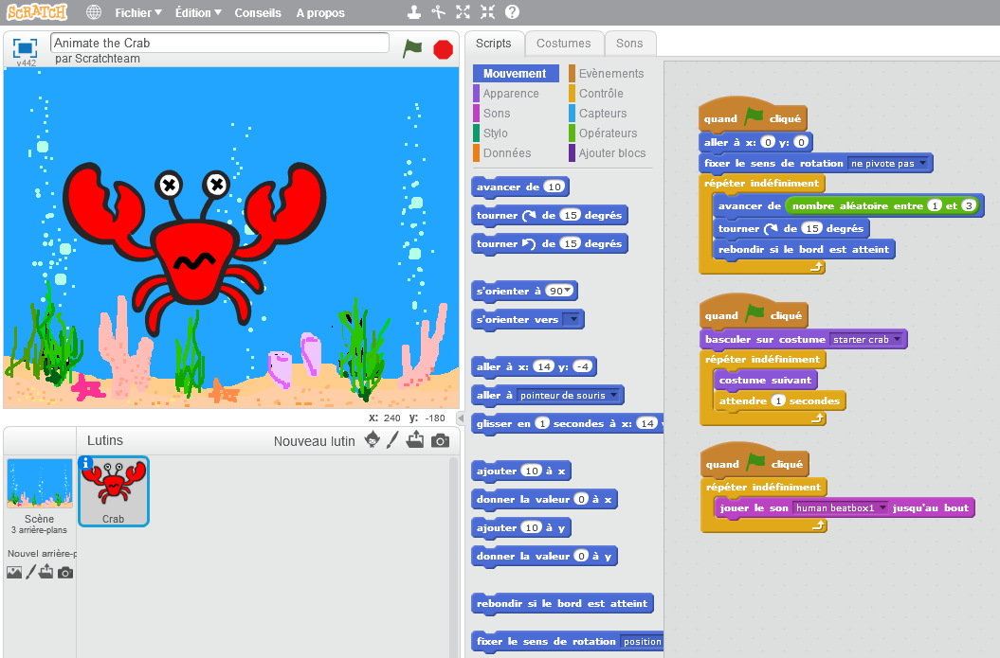 SCRATCH Fichier Édition Conseils A propos
Animate the Crab
par Scratchteam
v442
Scripts Costumes Sons
Mouvement Evènements
Apparence Contrôle
Sons Capteurs
Stylo Opérateurs
Données Ajouter blocs
avancer de 10
tourner de 15 degrés
tourner de 15 degrés
s'orienter à 90
s'orienter vers
aller à x: 14 y: -4
aller à pointeur de souris
glisser en 1 secondes à x: 14 y
ajouter 10 à x
donner la valeur 0 à x
ajouter 10 à y
donner la valeur 0 à y
rebondir si le bord est atteint
fixer le sens de rotation position
quand cliqué
aller à x: 0 y: 0
fixer le sens de rotation ne pivote pas
répéter indéfiniment
avancer de nombre aléatoire entre 1 et 3
tourner de 15 degrés
rebondir si le bord est atteint
quand cliqué
basculer sur costume starter crab
répéter indéfiniment
costume suivant
attendre 1 secondes
quand cliqué
répéter indéfiniment
jouer le son human beatbox1 jusqu'au bout
x: 240 y: -180
Lutins Nouveau lutin
Scène
3 arrière-plans
Nouvel arrière-p
i
Crab